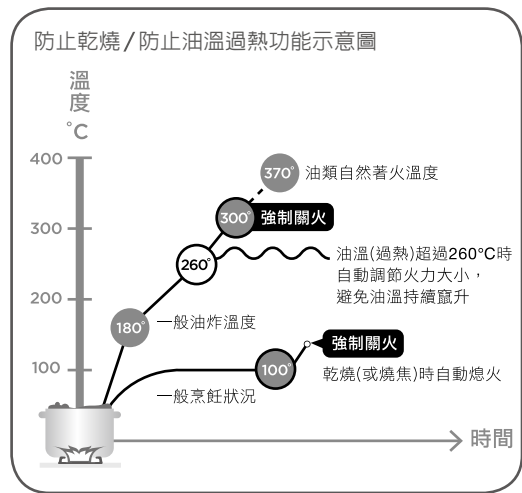 防止乾燒/防止油溫過熱功能示意圖
溫度
°C
400
370°
油類自然著火溫度
300
300°
強制關火
260°
油溫(過熱)超過260°C時
自動調節火力大小，
避免油溫持續竄升
200
180°
一般油炸溫度
強制關火
100
100°
乾燒(或燒焦)時自動熄火
一般烹飪狀況
時間